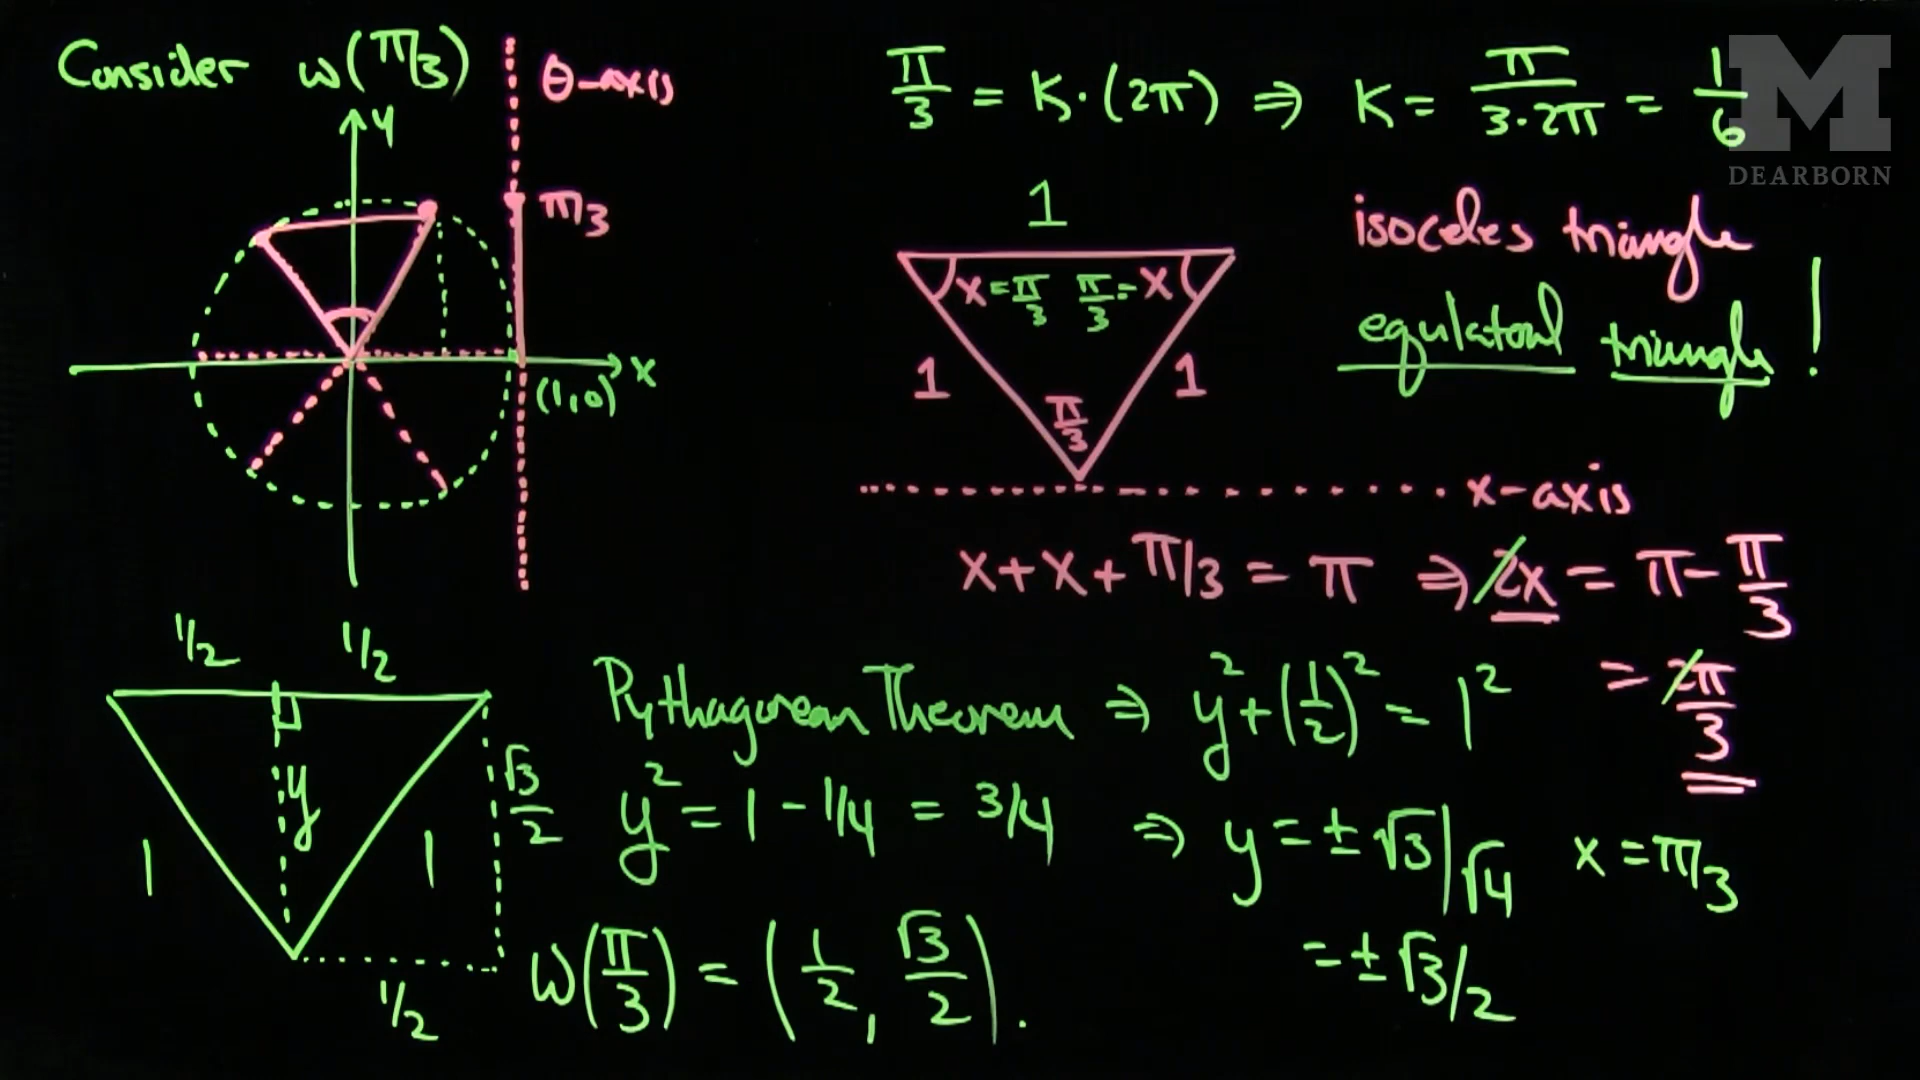 Consider w(π/3)
θ-axis
y
π/3
x
(1,0)
π/3 = K·(2π) ⇒ K = π/(3·2π) = 1/6
M
DEARBORN
1
x=π/3 π/3=x
1 1
π/3
isoceles triangle
equlateral triangle!
x-axis
x+x+π/3 = π ⇒ 2x = π-π/3
= 2π/3
x = π/3
1/2 1/2
y
1 1
√3/2
1/2
Pythagorean Theorem ⇒ y²+(1/2)² = 1²
y² = 1 - 1/4 = 3/4 ⇒ y = ±√3/√4
= ±√3/2
w(π/3) = (1/2, √3/2).